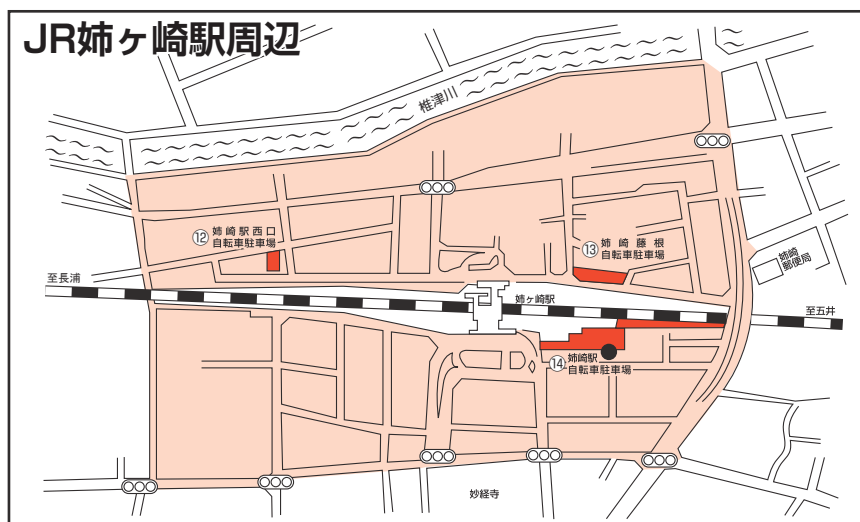 JR姉ヶ崎駅周辺
椎津川
⑫ 姉崎駅西口
自転車駐車場
⑬ 姉崎藤根
自転車駐車場
姉崎
郵便局
至長浦
姉ヶ崎駅
至五井
⑭ 姉崎駅
自転車駐車場
妙経寺